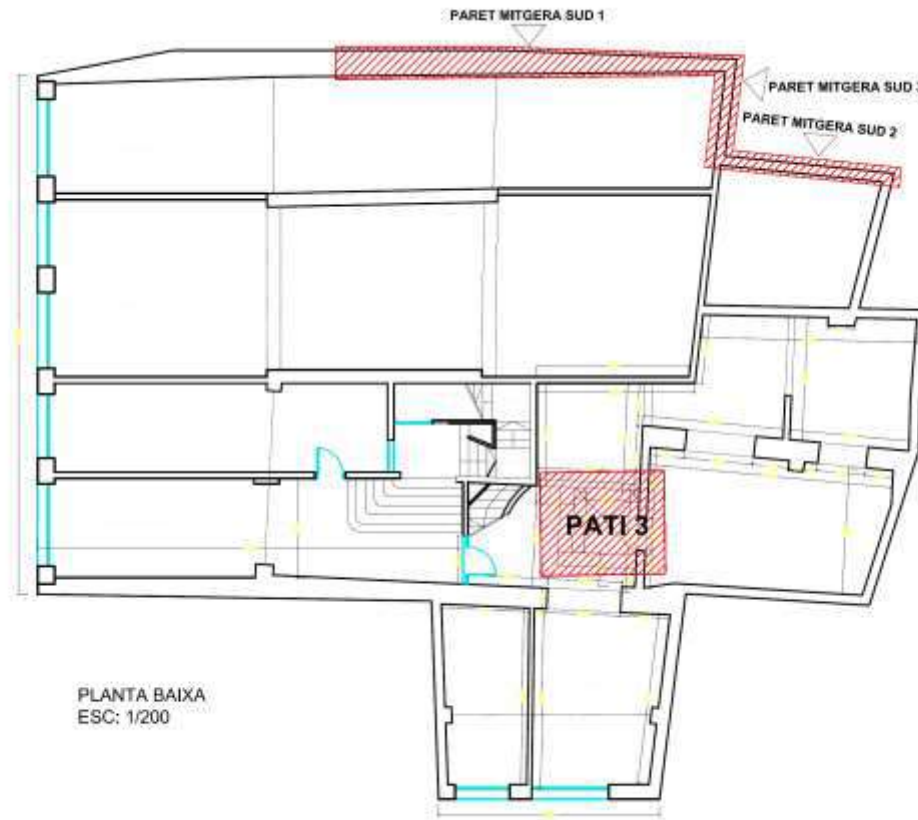 PARET MITGERA SUD 1
PARET MITGERA SUD
PARET MITGERA SUD 2
PATI 3
PLANTA BAIXA
ESC: 1/200